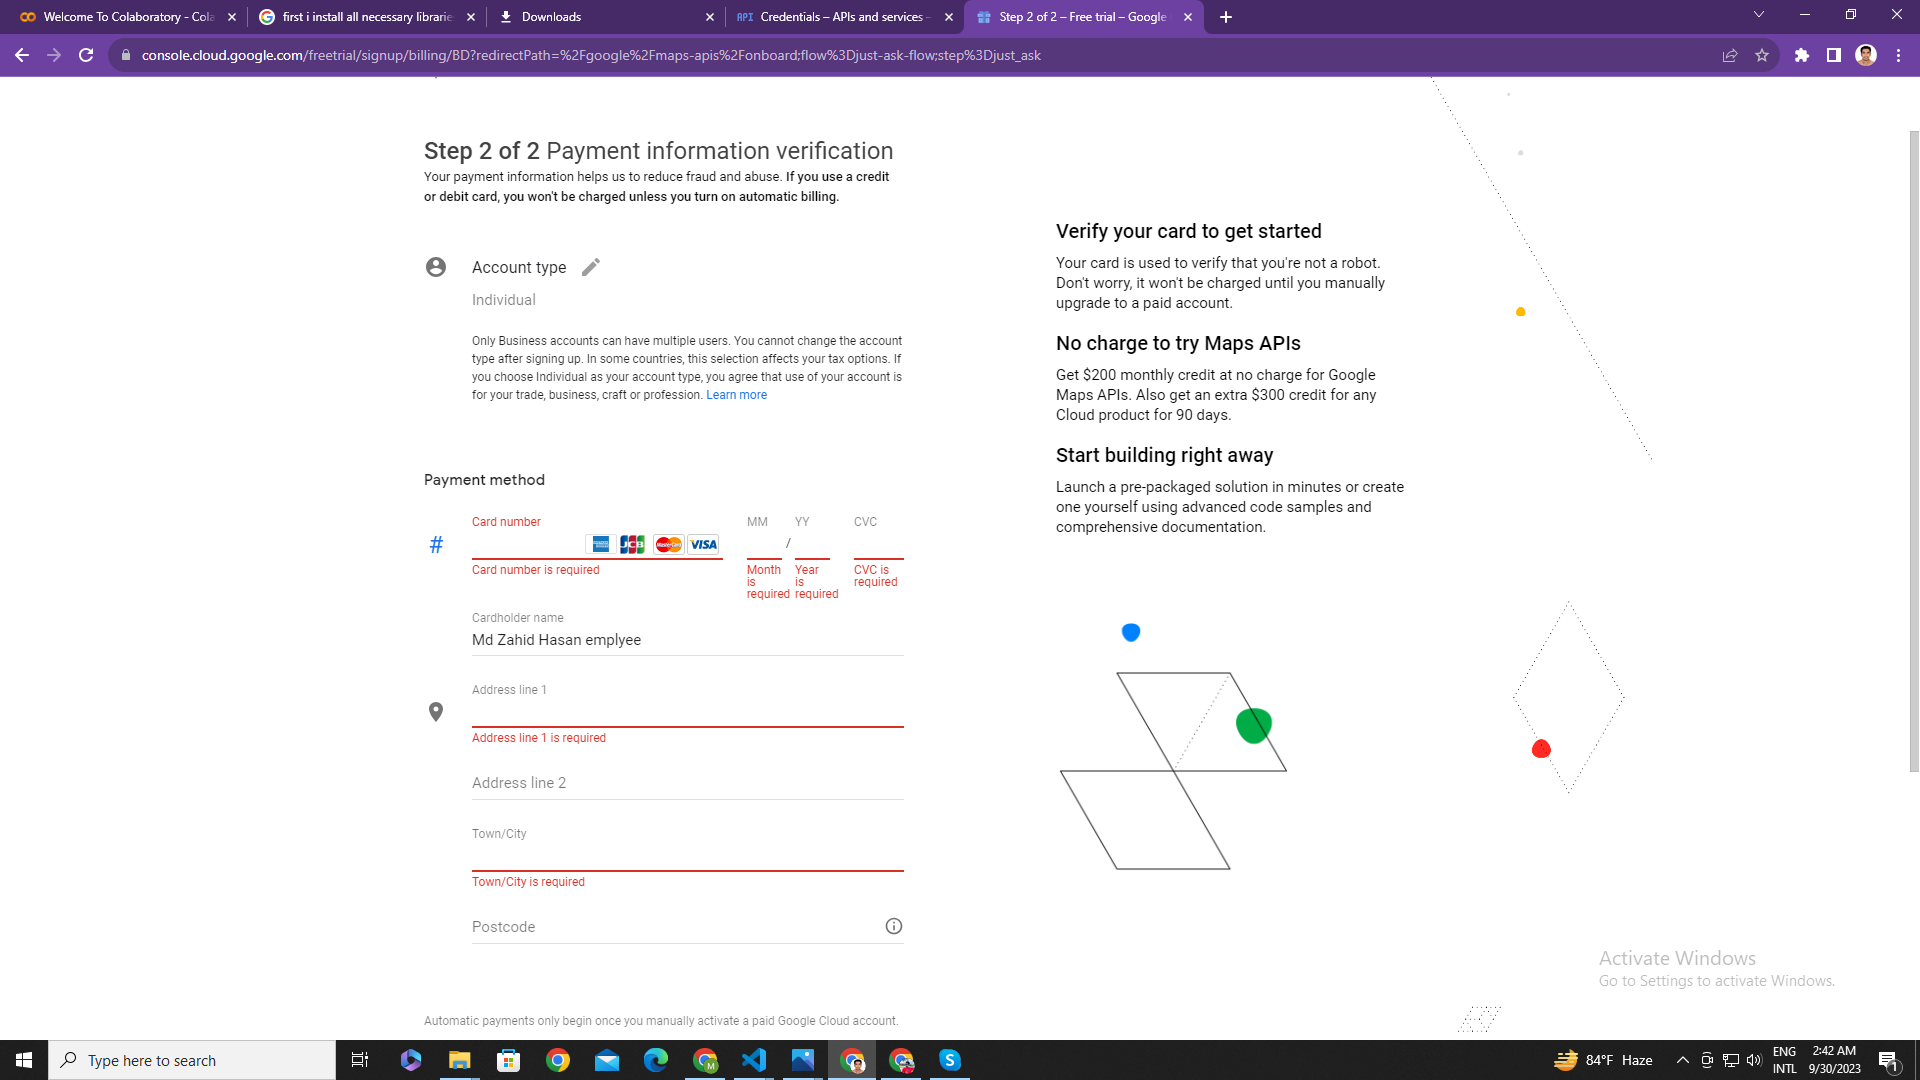 Welcome To Colaboratory - Cola
first i install all necessary librarie
Downloads
API Credentials – APIs and services –
Step 2 of 2 – Free trial – Google
console.cloud.google.com/freetrial/signup/billing/BD?redirectPath=%2Fgoogle%2Fmaps-apis%2Fonboard;flow%3Djust-ask-flow;step%3Djust_ask
Step 2 of 2 Payment information verification
Your payment information helps us to reduce fraud and abuse. If you use a credit
or debit card, you won't be charged unless you turn on automatic billing.
Account type
Individual
Only Business accounts can have multiple users. You cannot change the account
type after signing up. In some countries, this selection affects your tax options. If
you choose Individual as your account type, you agree that use of your account is
for your trade, business, craft or profession. Learn more
Payment method
Card number
MM
YY
CVC
#
JCB
MasterCard
VISA
/
Card number is required
Month
is
required
Year
is
required
CVC is
required
Cardholder name
Md Zahid Hasan emplyee
Address line 1
Address line 1 is required
Address line 2
Town/City
Town/City is required
Postcode
Automatic payments only begin once you manually activate a paid Google Cloud account.
Verify your card to get started
Your card is used to verify that you're not a robot.
Don't worry, it won't be charged until you manually
upgrade to a paid account.
No charge to try Maps APIs
Get $200 monthly credit at no charge for Google
Maps APIs. Also get an extra $300 credit for any
Cloud product for 90 days.
Start building right away
Launch a pre-packaged solution in minutes or create
one yourself using advanced code samples and
comprehensive documentation.
Activate Windows
Go to Settings to activate Windows.
Type here to search
M
S
84°F Haze
ENG
INTL
2:42 AM
9/30/2023
1